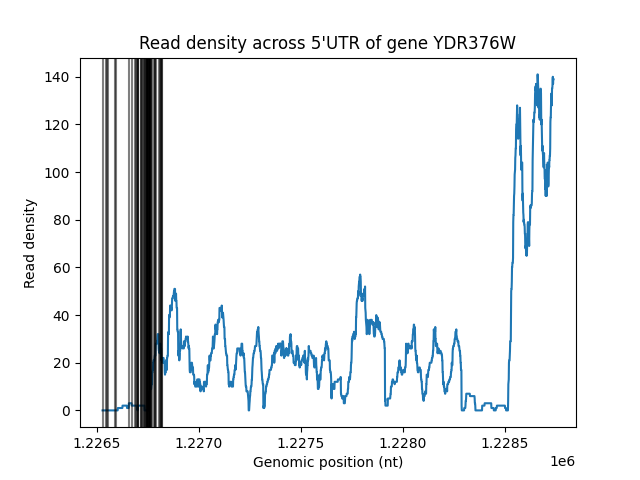 Read density across 5'UTR of gene YDR376W
140
120
100
80
60
40
20
0
Read density
1.2265 1.2270 1.2275 1.2280 1.2285
1e6
Genomic position (nt)